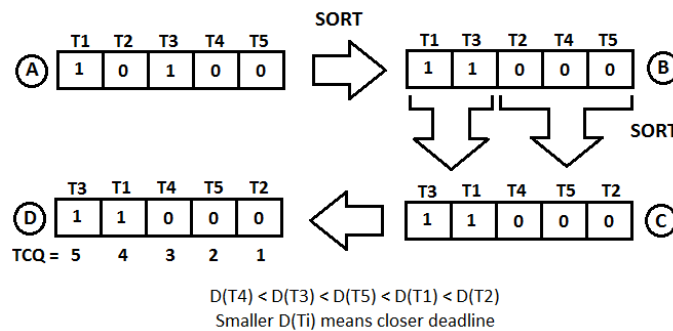 SORT
T1 T2 T3 T4 T5
A 1 0 1 0 0
T1 T3 T2 T4 T5
1 1 0 0 0 B
SORT
T3 T1 T4 T5 T2
D 1 1 0 0 0
TCQ = 5 4 3 2 1
T3 T1 T4 T5 T2
1 1 0 0 0 C
D(T4) < D(T3) < D(T5) < D(T1) < D(T2)
Smaller D(Ti) means closer deadline